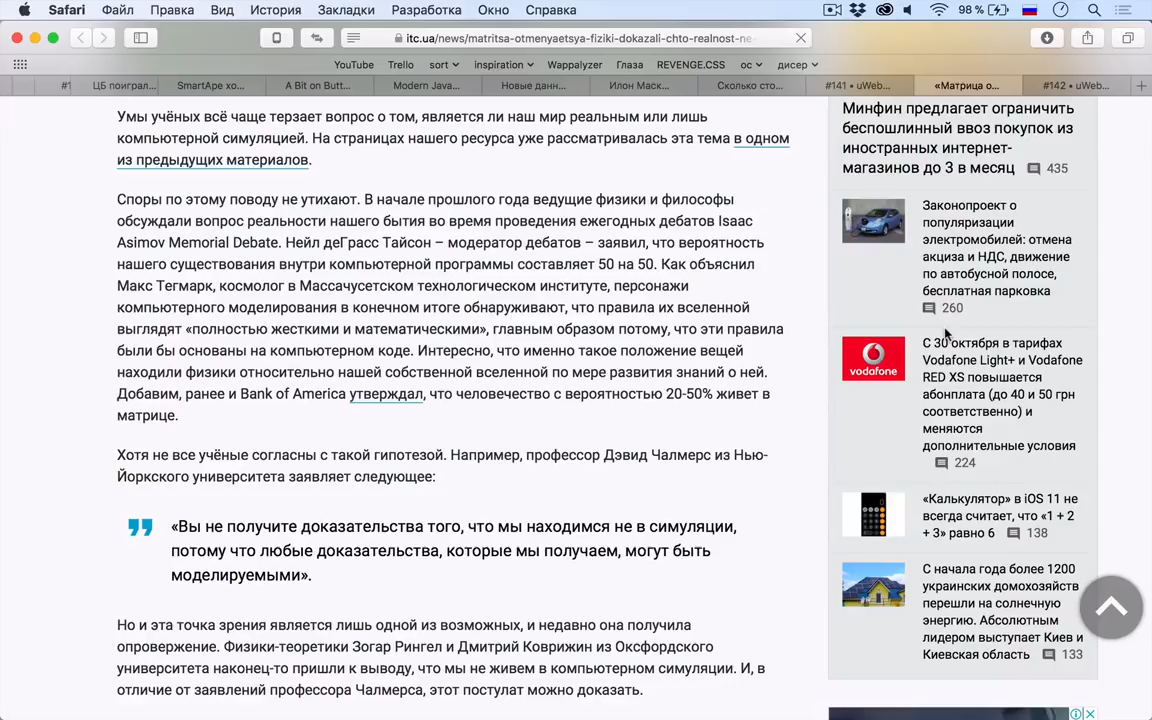 Safari Файл Правка Вид История Закладки Разработка Окно Справка 98 %
itc.ua/news/matritsa-otmenyaetsya-fiziki-dokazali-chto-realnost-ne-
YouTube Trello sort inspiration Wappalyzer Глаза REVENGE.CSS ос дисер
#1 ЦБ поиграл... SmartApe хо... A Bit on Butt... Modern Java... Новые данн... Илон Маск... Сколько сто... #141 • uWeb... «Матрица о... #142 • uWeb...
Умы учёных всё чаще терзает вопрос о том, является ли наш мир реальным или лишь
компьютерной симуляцией. На страницах нашего ресурса уже рассматривалась эта тема в одном
из предыдущих материалов.
Споры по этому поводу не утихают. В начале прошлого года ведущие физики и философы
обсуждали вопрос реальности нашего бытия во время проведения ежегодных дебатов Isaac
Asimov Memorial Debate. Нейл деГрасс Тайсон – модератор дебатов – заявил, что вероятность
нашего существования внутри компьютерной программы составляет 50 на 50. Как объяснил
Макс Тегмарк, космолог в Массачусетском технологическом институте, персонажи
компьютерного моделирования в конечном итоге обнаруживают, что правила их вселенной
выглядят «полностью жесткими и математическими», главным образом потому, что эти правила
были бы основаны на компьютерном коде. Интересно, что именно такое положение вещей
находили физики относительно нашей собственной вселенной по мере развития знаний о ней.
Добавим, ранее и Bank of America утверждал, что человечество с вероятностью 20-50% живет в
матрице.
Хотя не все учёные согласны с такой гипотезой. Например, профессор Дэвид Чалмерс из Нью-
Йоркского университета заявляет следующее:
«Вы не получите доказательства того, что мы находимся не в симуляции,
потому что любые доказательства, которые мы получаем, могут быть
моделируемыми».
Но и эта точка зрения является лишь одной из возможных, и недавно она получила
опровержение. Физики-теоретики Зогар Рингел и Дмитрий Коврижин из Оксфордского
университета наконец-то пришли к выводу, что мы не живем в компьютерной симуляции. И, в
отличие от заявлений профессора Чалмерса, этот постулат можно доказать.
Минфин предлагает ограничить
беспошлинный ввоз покупок из
иностранных интернет-
магазинов до 3 в месяц 435
Законопроект о
популяризации
электромобилей: отмена
акциза и НДС, движение
по автобусной полосе,
бесплатная парковка
260
vodafone
С 30 октября в тарифах
Vodafone Light+ и Vodafone
RED XS повышается
абонплата (до 40 и 50 грн
соответственно) и
меняются
дополнительные условия
224
«Калькулятор» в iOS 11 не
всегда считает, что «1 + 2
+ 3» равно 6 138
С начала года более 1200
украинских домохозяйств
перешли на солнечную
энергию. Абсолютным
лидером выступает Киев и
Киевская область 133